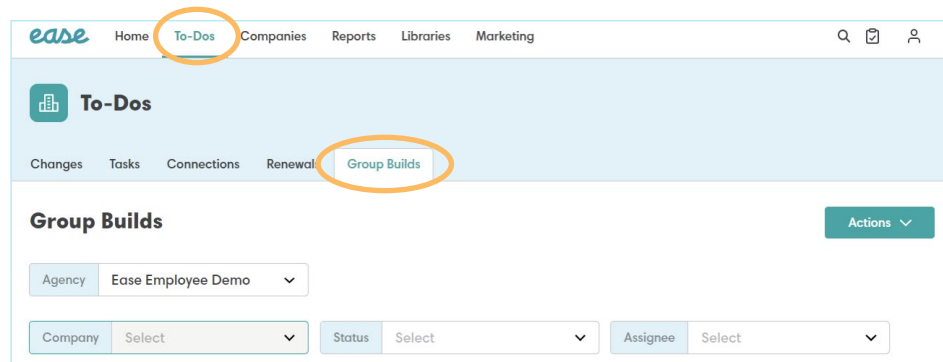 ease Home To-Dos Companies Reports Libraries Marketing
To-Dos
Changes Tasks Connections Renewals Group Builds
Group Builds
Actions
Agency Ease Employee Demo
Company Select Status Select Assignee Select